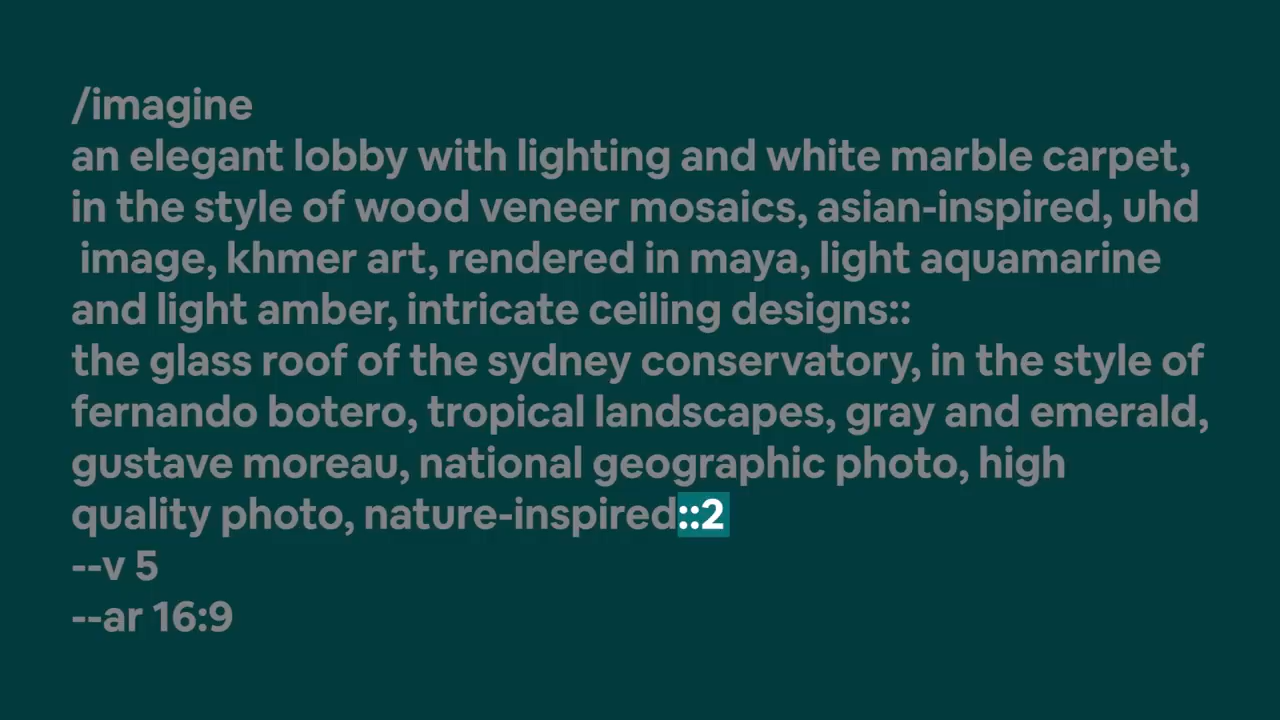 /imagine
an elegant lobby with lighting and white marble carpet,
in the style of wood veneer mosaics, asian-inspired, uhd
image, khmer art, rendered in maya, light aquamarine
and light amber, intricate ceiling designs::
the glass roof of the sydney conservatory, in the style of
fernando botero, tropical landscapes, gray and emerald,
gustave moreau, national geographic photo, high
quality photo, nature-inspired::2
--v 5
--ar 16:9